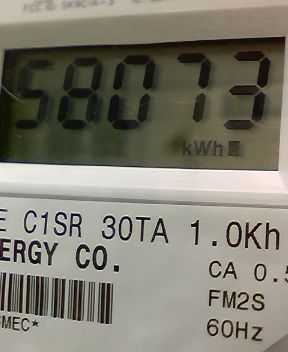 58073
kWh
E C1SR 30TA 1.0Kh
ERGY CO.
CA 0.5
FM2S
60Hz
MEC*